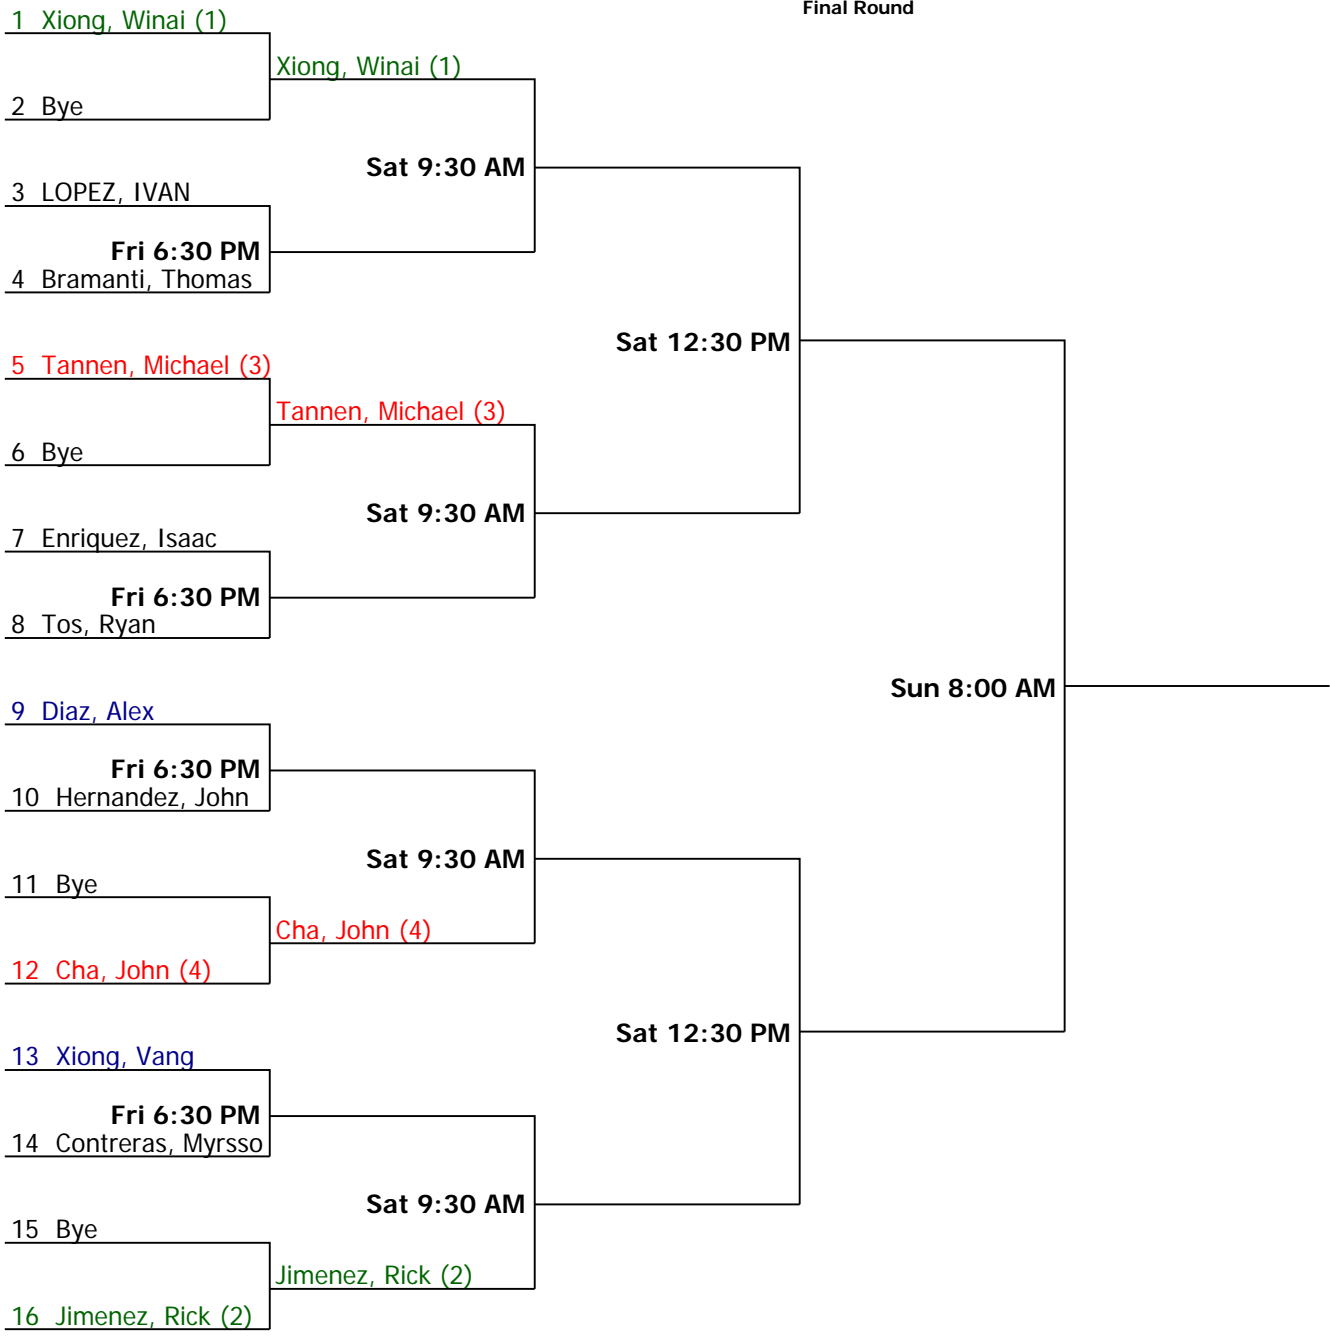 Final Round
1 Xiong, Winai (1)
Xiong, Winai (1)
2 Bye
Sat 9:30 AM
3 LOPEZ, IVAN
Fri 6:30 PM
4 Bramanti, Thomas
Sat 12:30 PM
5 Tannen, Michael (3)
Tannen, Michael (3)
6 Bye
Sat 9:30 AM
7 Enriquez, Isaac
Fri 6:30 PM
8 Tos, Ryan
Sun 8:00 AM
9 Diaz, Alex
Fri 6:30 PM
10 Hernandez, John
Sat 9:30 AM
11 Bye
Cha, John (4)
12 Cha, John (4)
Sat 12:30 PM
13 Xiong, Vang
Fri 6:30 PM
14 Contreras, Myrsso
Sat 9:30 AM
15 Bye
Jimenez, Rick (2)
16 Jimenez, Rick (2)